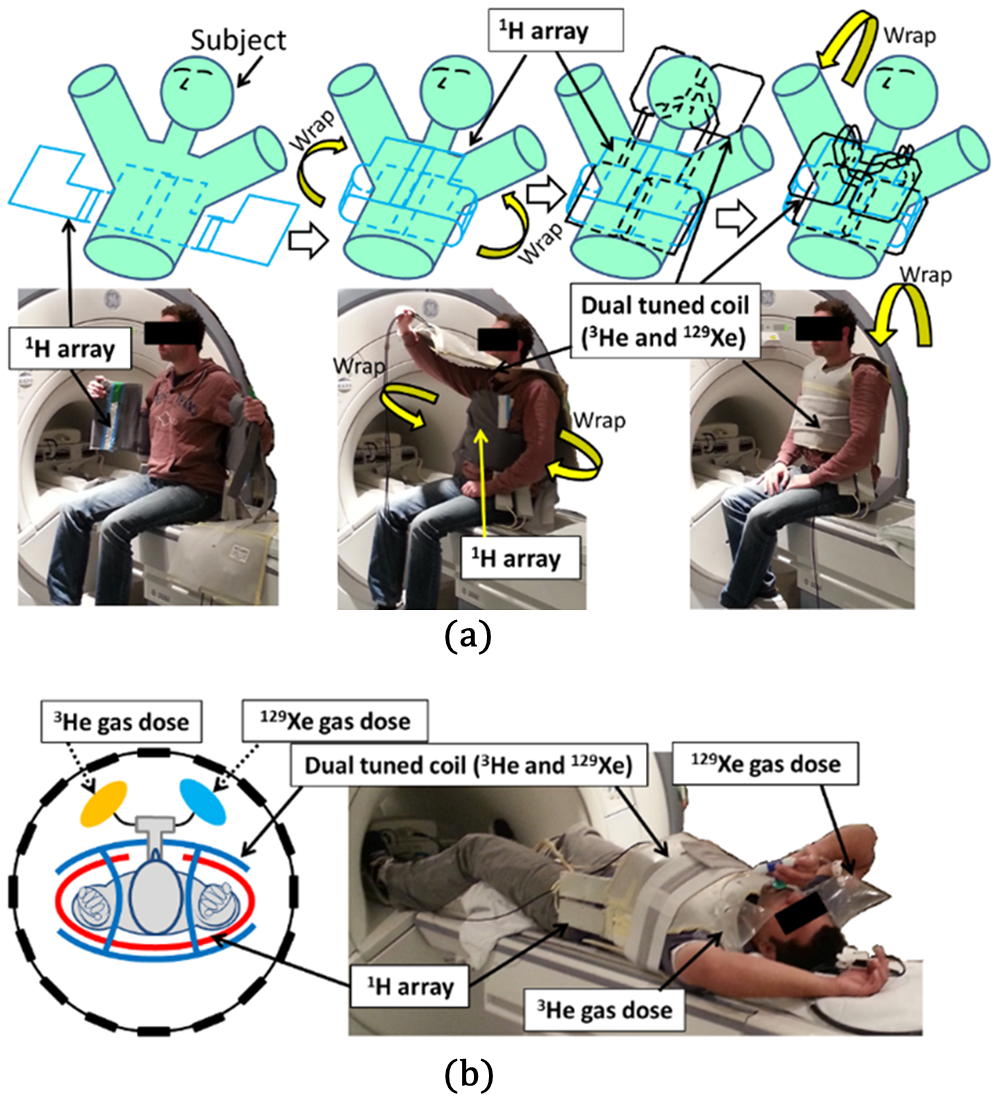 Subject
¹H array
Wrap
Wrap
Wrap
Wrap
Wrap
¹H array
Dual tuned coil
(³He and ¹²⁹Xe)
Wrap
Wrap
¹H array
(a)
³He gas dose
¹²⁹Xe gas dose
Dual tuned coil (³He and ¹²⁹Xe)
¹²⁹Xe gas dose
¹H array
³He gas dose
(b)